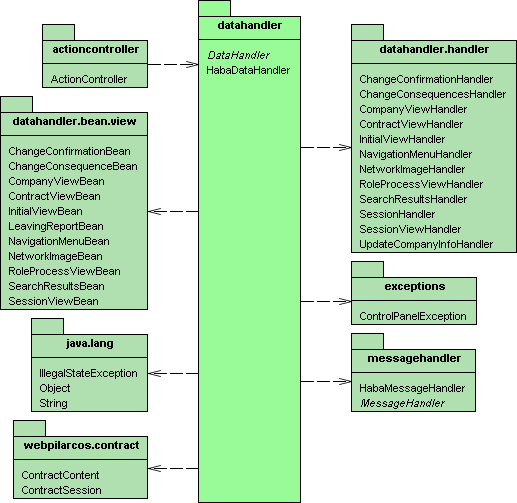 actioncontroller
ActionController
datahandler.bean.view
ChangeConfirmationBean
ChangeConsequenceBean
CompanyViewBean
ContractViewBean
InitialViewBean
LeavingReportBean
NavigationMenuBean
NetworkImageBean
RoleProcessViewBean
SearchResultsBean
SessionViewBean
java.lang
IllegalStateException
Object
String
webpilarcos.contract
ContractContent
ContractSession
datahandler
DataHandler
HabaDataHandler
datahandler.handler
ChangeConfirmationHandler
ChangeConsequencesHandler
CompanyViewHandler
ContractViewHandler
InitialViewHandler
NavigationMenuHandler
NetworkImageHandler
RoleProcessViewHandler
SearchResultsHandler
SessionHandler
SessionViewHandler
UpdateCompanyInfoHandler
exceptions
ControlPanelException
messagehandler
HabaMessageHandler
MessageHandler